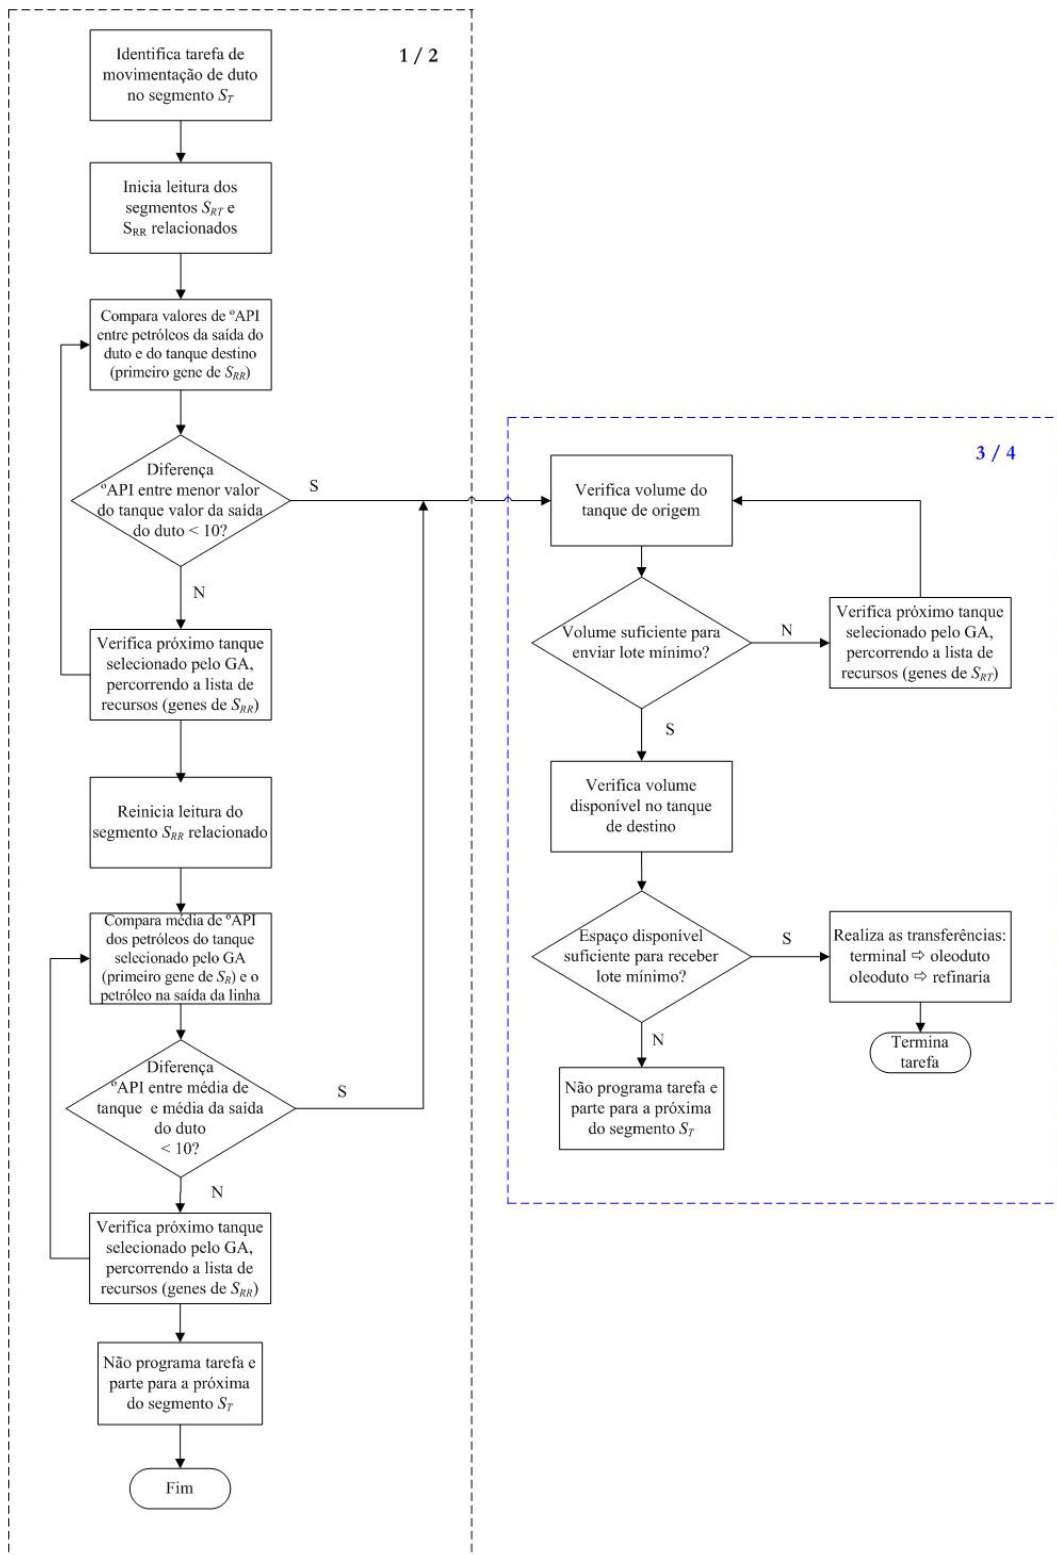 1 / 2
Identifica tarefa de
movimentação de duto
no segmento S_T
Inicia leitura dos
segmentos S_RT e
S_RR relacionados
Compara valores de ºAPI
entre petróleos da saída do
duto e do tanque destino
(primeiro gene de S_RR)
Diferença
ºAPI entre menor valor
do tanque valor da saída
do duto < 10?
S
N
Verifica próximo tanque
selecionado pelo GA,
percorrendo a lista de
recursos (genes de S_RR)
Reinicia leitura do
segmento S_RR relacionado
Compara média de ºAPI
dos petróleos do tanque
selecionado pelo GA
(primeiro gene de S_R) e o
petróleo na saída da linha
Diferença
ºAPI entre média de
tanque e média da saída
do duto
< 10?
S
N
Verifica próximo tanque
selecionado pelo GA,
percorrendo a lista de
recursos (genes de S_RR)
Não programa tarefa e
parte para a próxima
do segmento S_T
Fim
3 / 4
Verifica volume do
tanque de origem
Volume suficiente para
enviar lote mínimo?
N
Verifica próximo tanque
selecionado pelo GA,
percorrendo a lista de
recursos (genes de S_RT)
S
Verifica volume
disponível no tanque
de destino
Espaço disponível
suficiente para receber
lote mínimo?
S
Realiza as transferências:
terminal ⇨ oleoduto
oleoduto ⇨ refinaria
Termina
tarefa
N
Não programa tarefa e
parte para a próxima
do segmento S_T